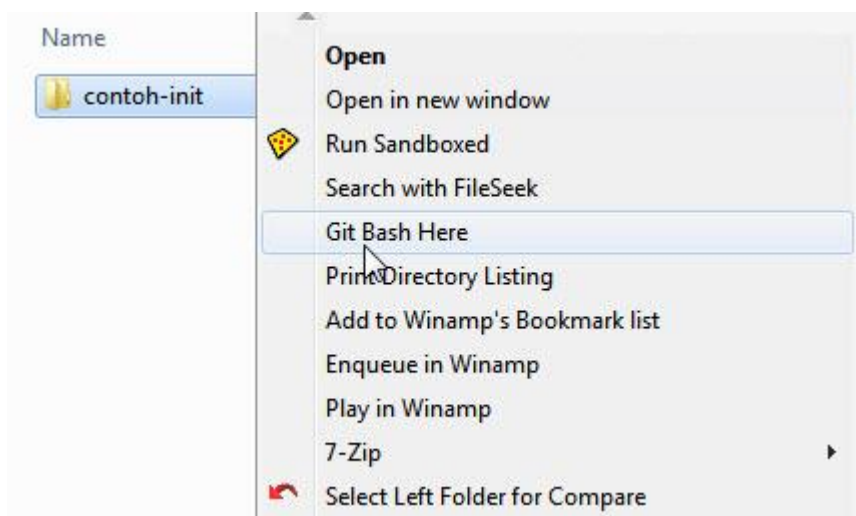 Name
contoh-init
Open
Open in new window
Run Sandboxed
Search with FileSeek
Git Bash Here
Print Directory Listing
Add to Winamp's Bookmark list
Enqueue in Winamp
Play in Winamp
7-Zip
Select Left Folder for Compare